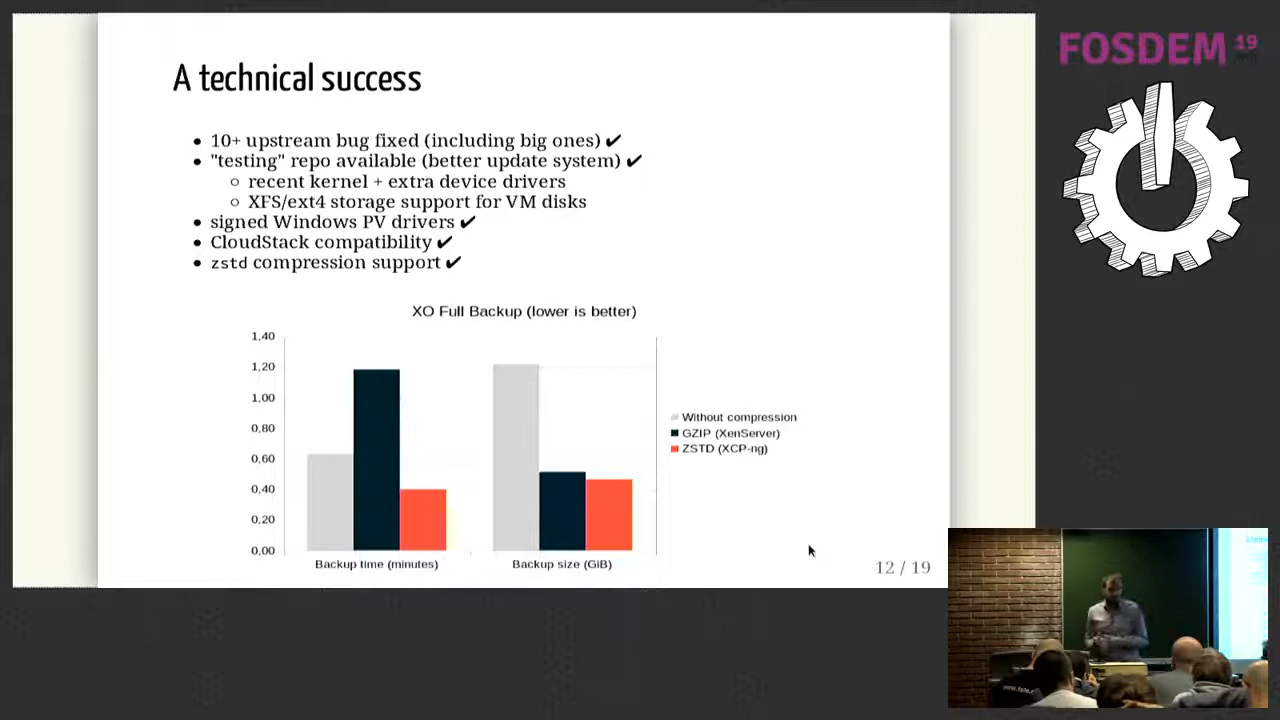 A technical success
• 10+ upstream bug fixed (including big ones) ✔
• "testing" repo available (better update system) ✔
○ recent kernel + extra device drivers
○ XFS/ext4 storage support for VM disks
• signed Windows PV drivers ✔
• CloudStack compatibility ✔
• zstd compression support ✔
XO Full Backup (lower is better)
1,40
1,20
1,00
0,80
0,60
0,40
0,20
0,00
Backup time (minutes)
Backup size (GiB)
Without compression
GZIP (XenServer)
ZSTD (XCP-ng)
12 / 19
FOSDEM 19
.org